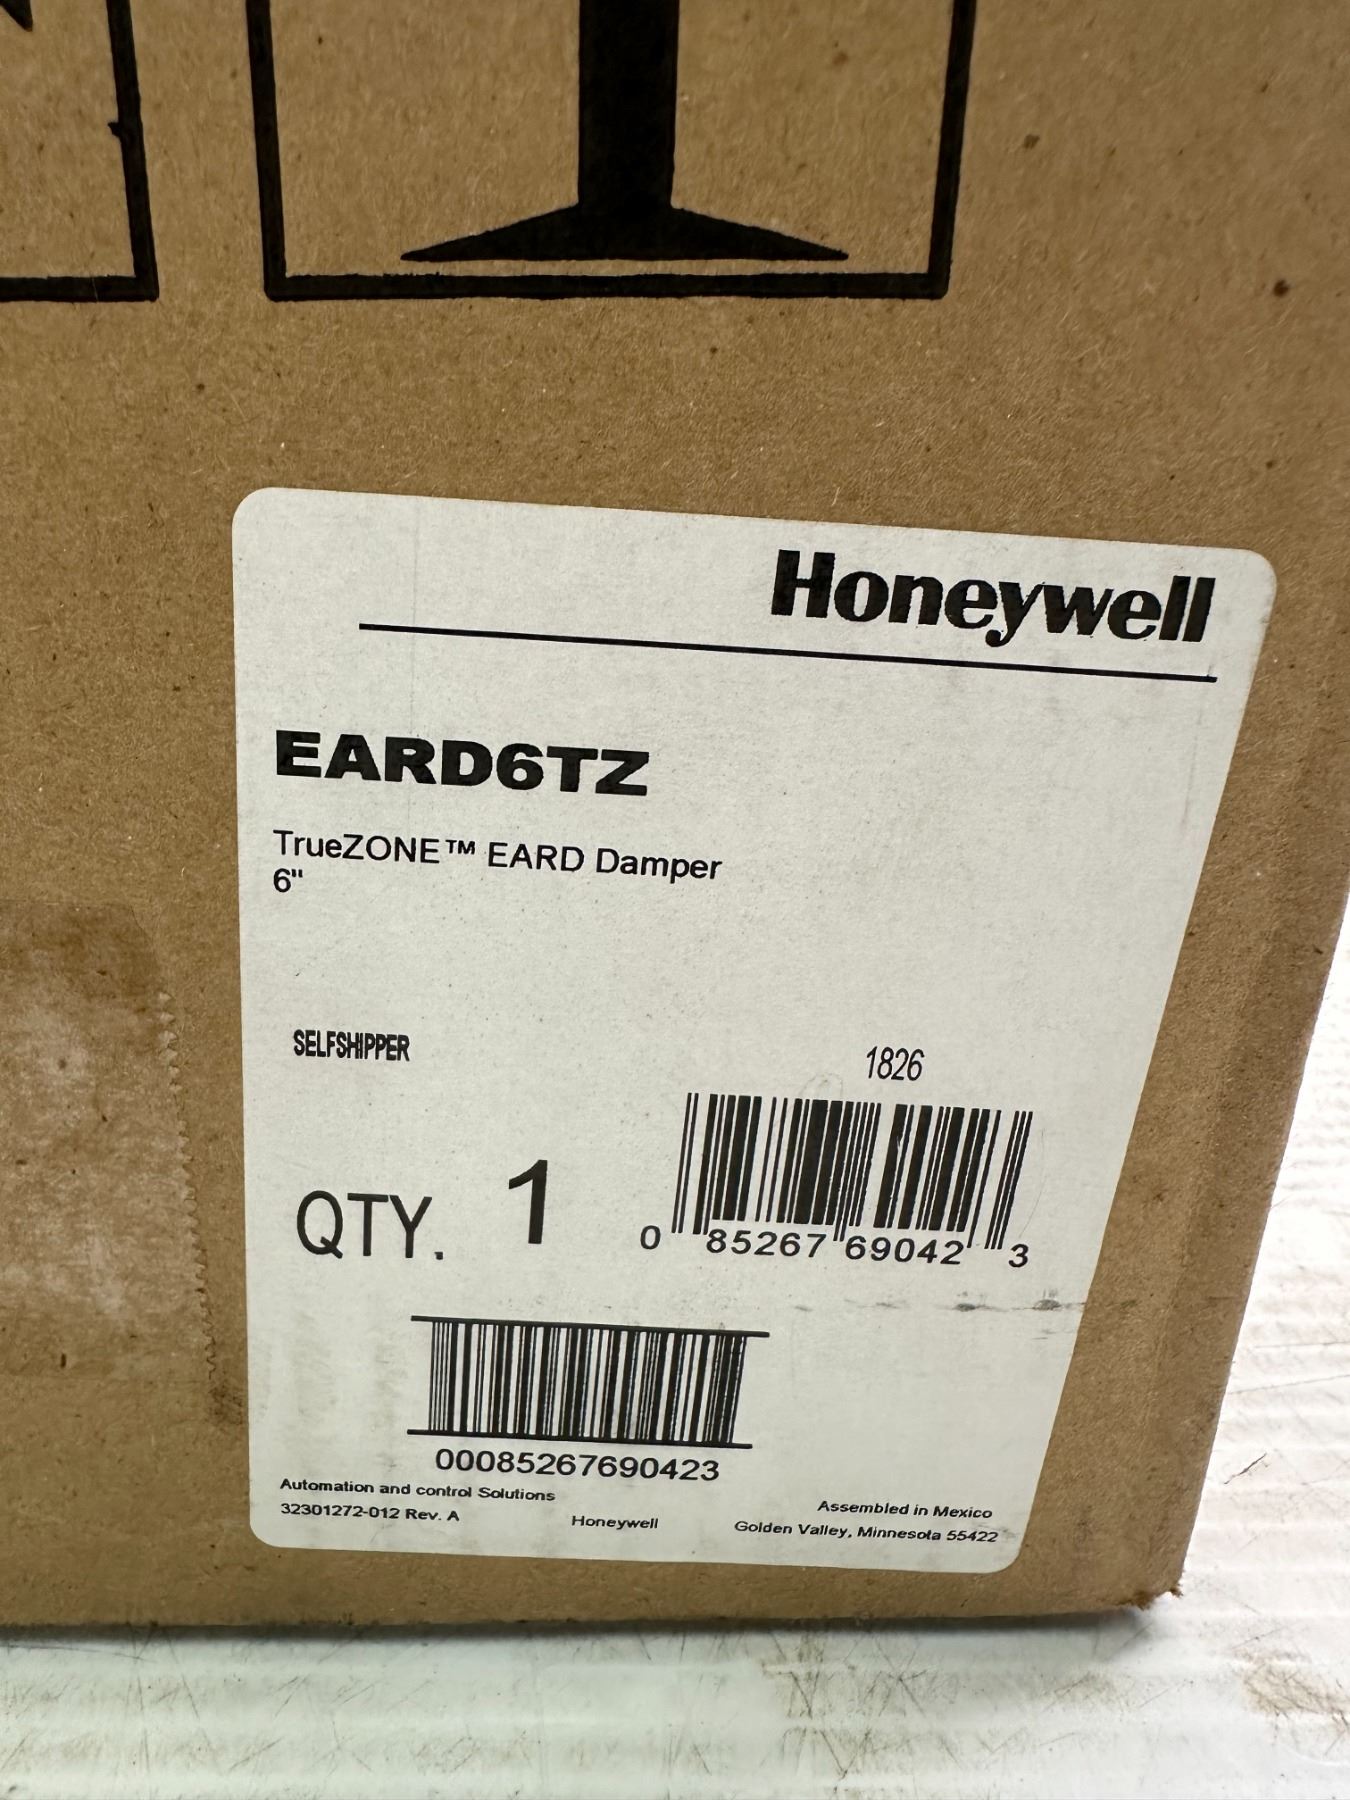 Honeywell
EARD6TZ
TrueZONE™ EARD Damper
6"
SELFSHIPPER
1826
QTY. 1
0 85267 69042 3
00085267690423
Automation and control Solutions
32301272-012 Rev. A
Honeywell
Assembled in Mexico
Golden Valley, Minnesota 55422